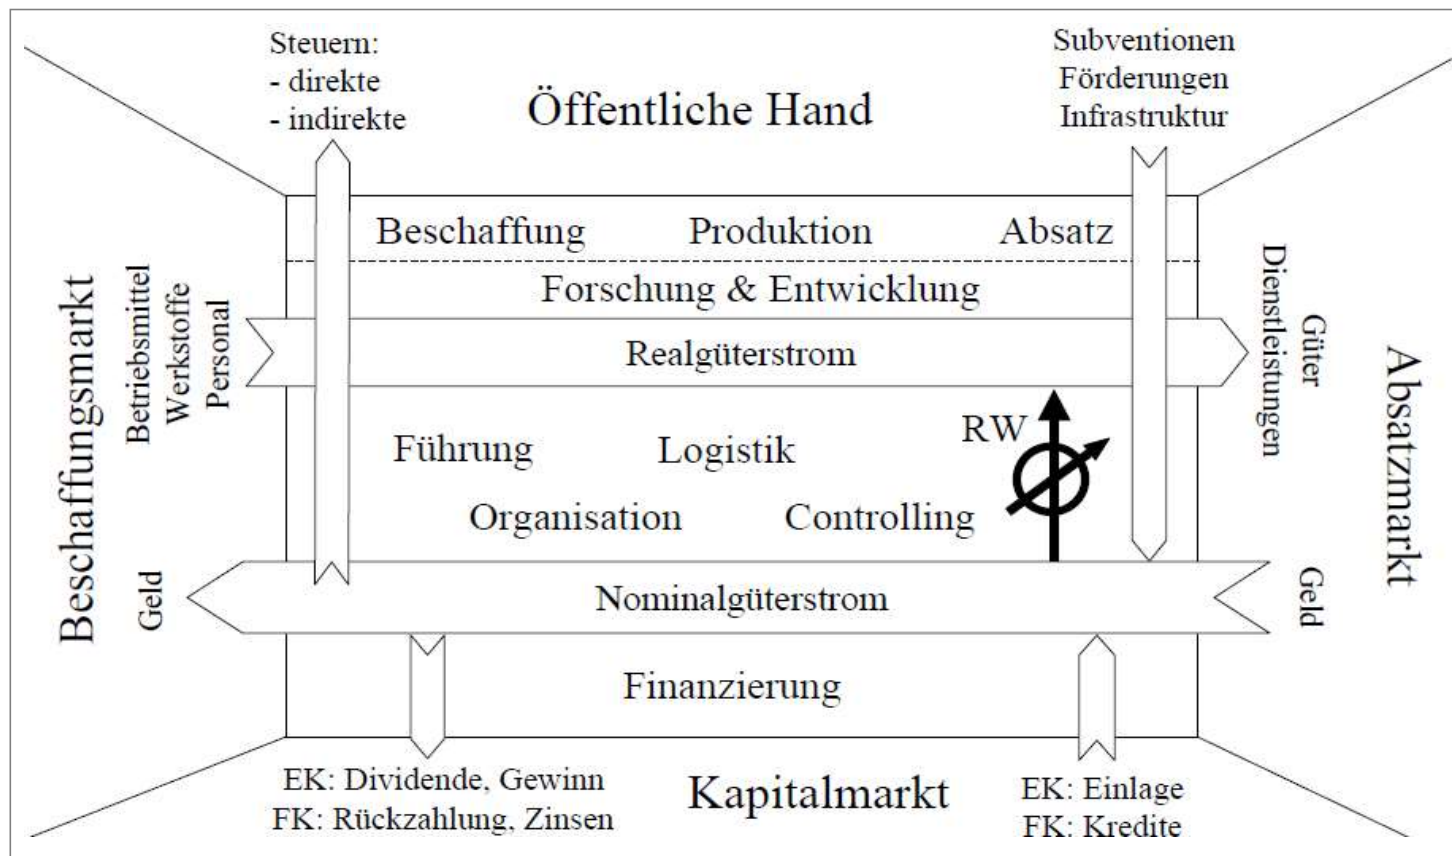 Steuern:
- direkte
- indirekte
Öffentliche Hand
Subventionen
Förderungen
Infrastruktur
Beschaffung Produktion Absatz
Forschung & Entwicklung
Beschaffungsmarkt
Betriebsmittel
Werkstoffe
Personal
Realgüterstrom
Dienstleistungen
Güter
Absatzmarkt
Führung Logistik RW
Organisation Controlling
Geld
Nominalgüterstrom
Geld
Finanzierung
EK: Dividende, Gewinn
FK: Rückzahlung, Zinsen
Kapitalmarkt
EK: Einlage
FK: Kredite